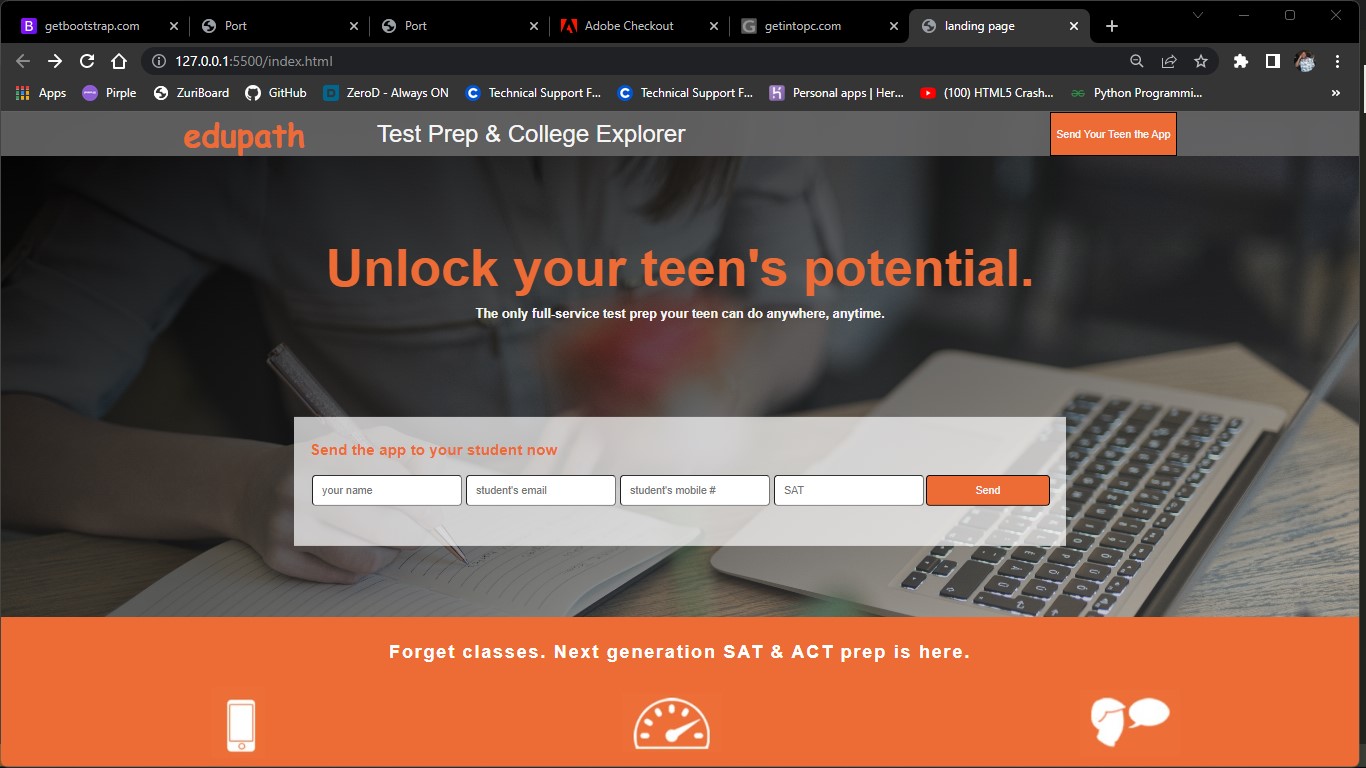 getbootstrap.com
Port
Port
Adobe Checkout
getintopc.com
landing page
127.0.0.1:5500/index.html
Apps
Pirple
ZuriBoard
GitHub
ZeroD - Always ON
Technical Support F...
Technical Support F...
Personal apps | Her...
(100) HTML5 Crash...
Python Programmi...
edupath
Test Prep & College Explorer
Send Your Teen the App
Unlock your teen's potential.
The only full-service test prep your teen can do anywhere, anytime.
Send the app to your student now
your name
student's email
student's mobile #
SAT
Send
Forget classes. Next generation SAT & ACT prep is here.